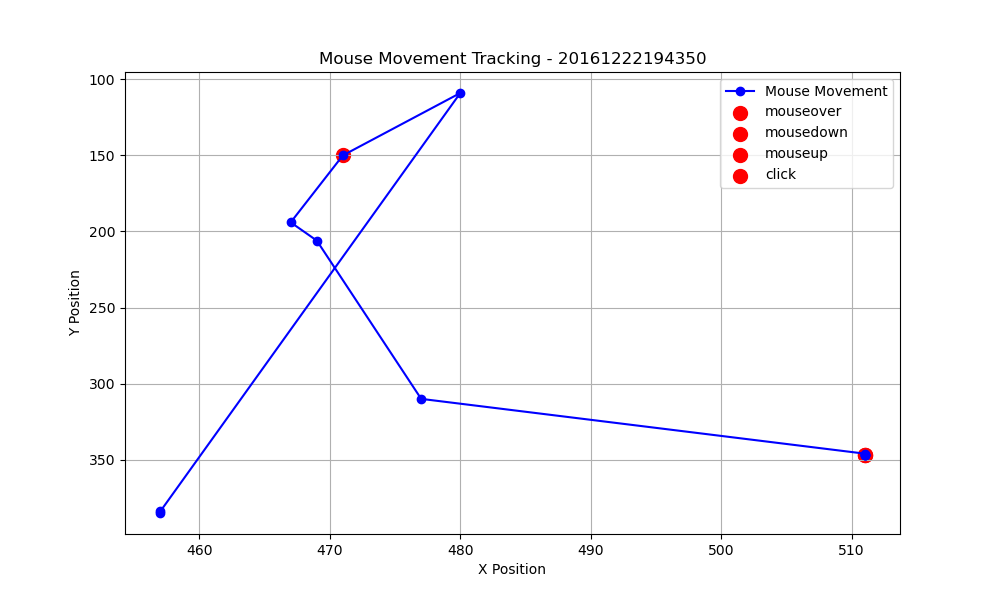 Mouse Movement Tracking - 20161222194350
Mouse Movement
mouseover
mousedown
mouseup
click
100
150
200
250
300
350
Y Position
460 470 480 490 500 510
X Position